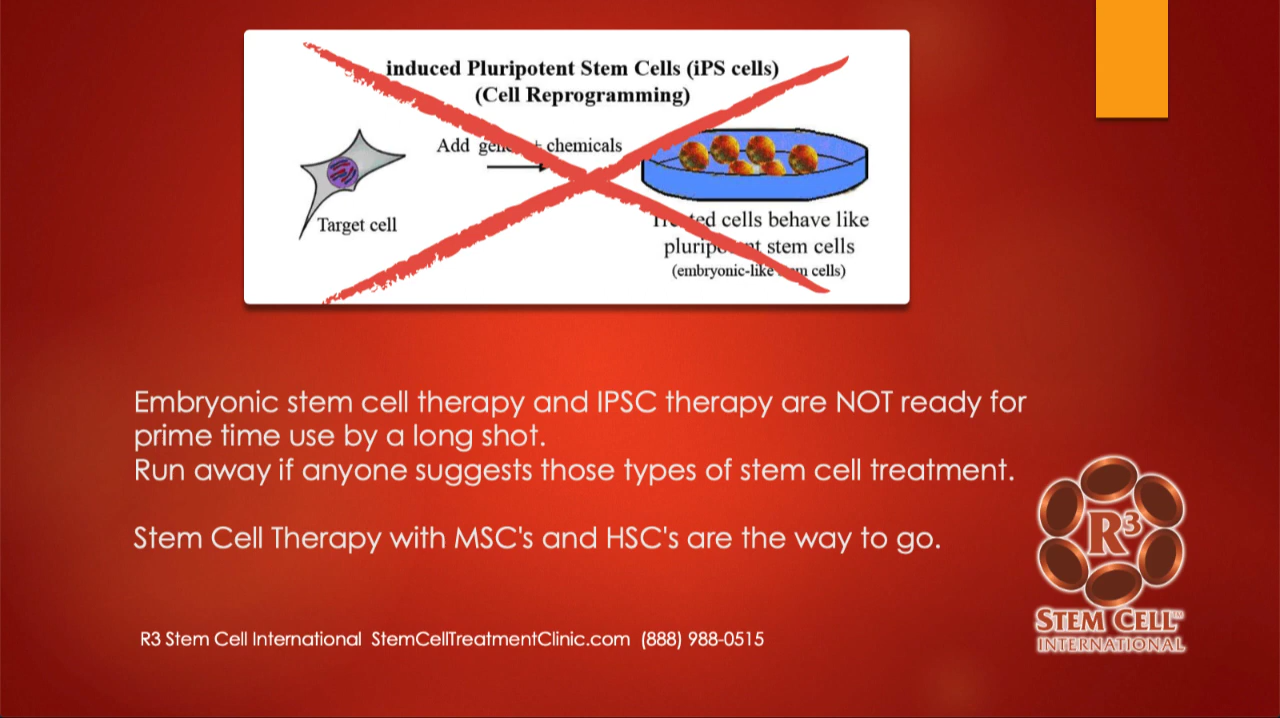 induced Pluripotent Stem Cells (iPS cells)
(Cell Reprogramming)
Add chemicals
Target cell
cells behave like
stem cells
(embryonic-like cells)
Embryonic stem cell therapy and IPSC therapy are NOT ready for
prime time use by a long shot.
Run away if anyone suggests those types of stem cell treatment.
Stem Cell Therapy with MSC's and HSC's are the way to go.
R3 Stem Cell International StemCellTreatmentClinic.com (888) 988-0515
R³
STEM CELL™
INTERNATIONAL